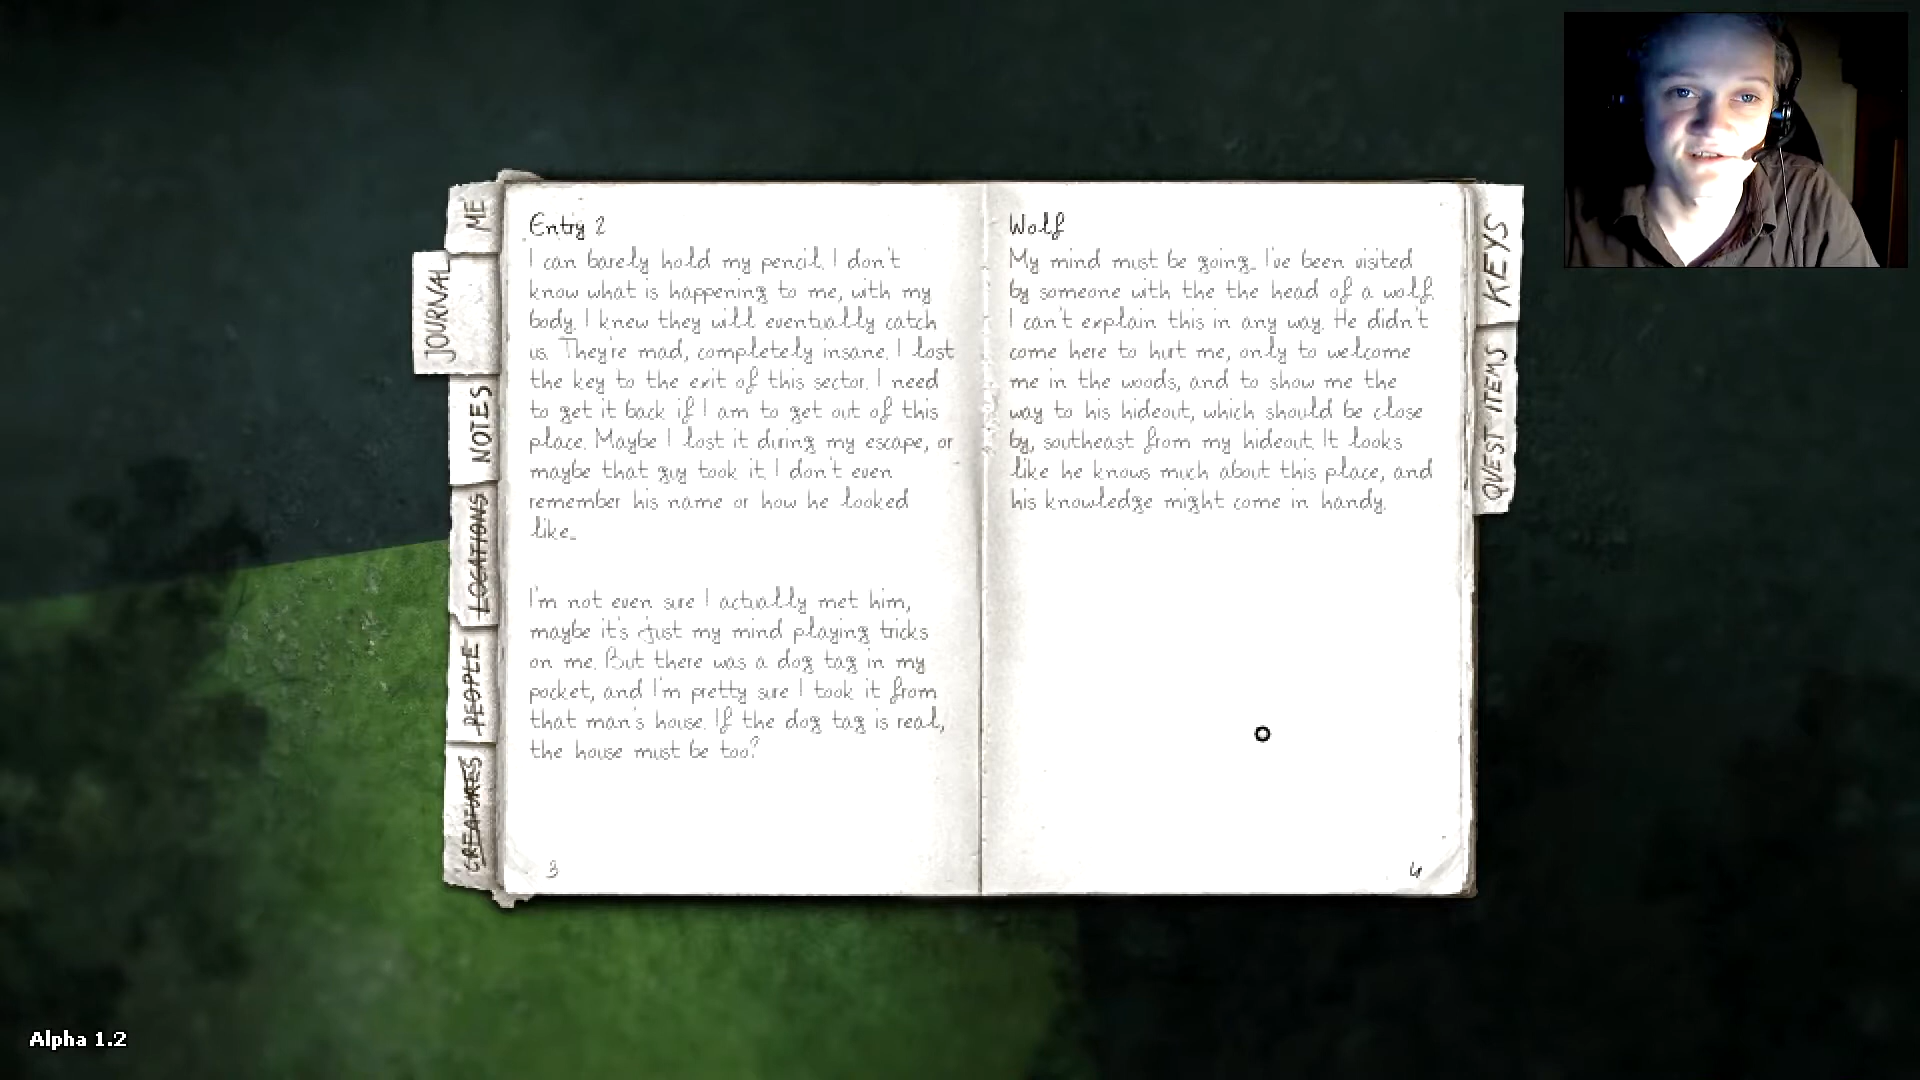 ME
JOURNAL
NOTES
LOCATIONS
PEOPLE
CREATURES
Entry 2
I can barely hold my pencil. I don't
know what is happening to me, with my
body. I knew they will eventually catch
us. They're mad, completely insane. I lost
the key to the exit of this sector. I need
to get it back if I am to get out of this
place. Maybe I lost it during my escape, or
maybe that guy took it. I don't even
remember his name or how he looked
like...
I'm not even sure I actually met him,
maybe it's just my mind playing tricks
on me. But there was a dog tag in my
pocket, and I'm pretty sure I took it from
that man's house. If the dog tag is real,
the house must be too?
3
Wolf
My mind must be going... I've been visited
by someone with the the head of a wolf.
I can't explain this in any way. He didn't
come here to hurt me, only to welcome
me in the woods, and to show me the
way to his hideout, which should be close
by, southeast from my hideout. It looks
like he knows much about this place, and
his knowledge might come in handy.
4
KEYS
QUEST ITEMS
Alpha 1.2